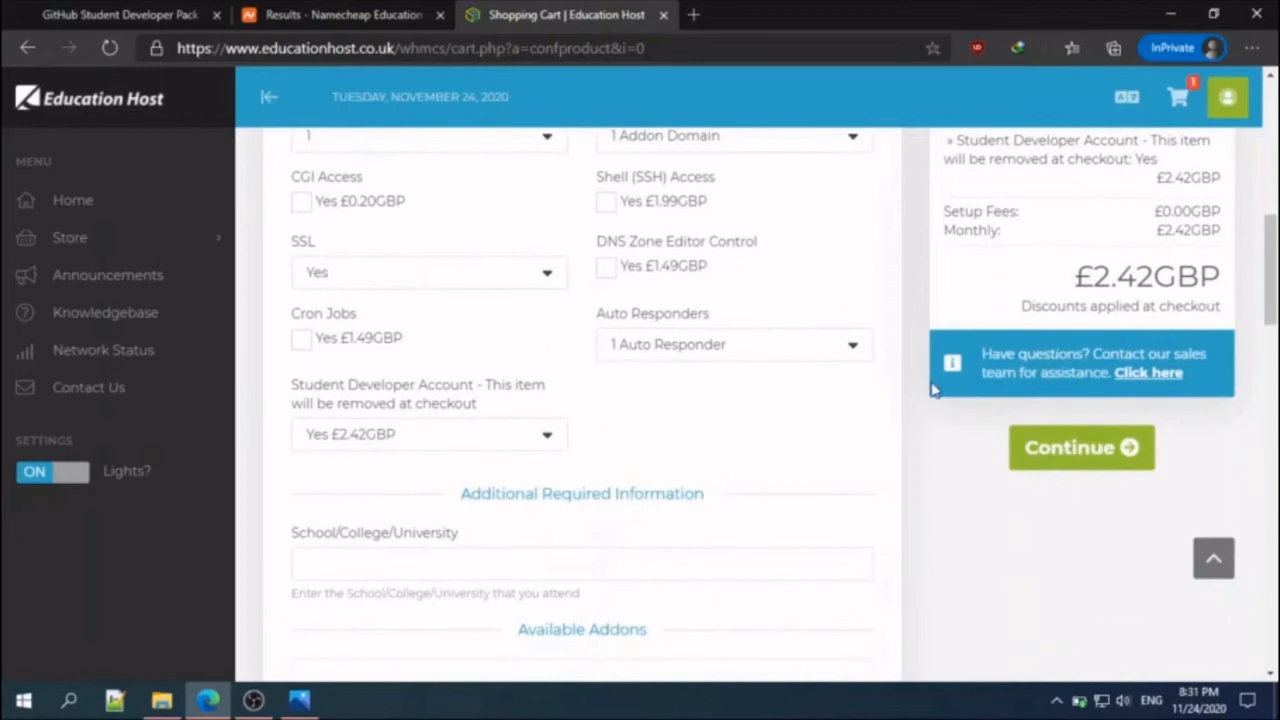 GitHub Student Developer Pack
Results - Namecheap Education
Shopping Cart | Education Host
https://www.educationhost.co.uk/whmcs/cart.php?a=confproduct&i=0
InPrivate
Education Host
TUESDAY, NOVEMBER 24, 2020
1
MENU
Home
Store
Announcements
Knowledgebase
Network Status
Contact Us
SETTINGS
ON
Lights?
1
1 Addon Domain
CGI Access
Yes £0.20GBP
Shell (SSH) Access
Yes £1.99GBP
SSL
Yes
DNS Zone Editor Control
Yes £1.49GBP
Cron Jobs
Yes £1.49GBP
Auto Responders
1 Auto Responder
Student Developer Account - This item
will be removed at checkout
Yes £2.42GBP
Additional Required Information
School/College/University
Enter the School/College/University that you attend
Available Addons
» Student Developer Account - This item
will be removed at checkout: Yes
£2.42GBP
Setup Fees: £0.00GBP
Monthly: £2.42GBP
£2.42GBP
Discounts applied at checkout
Have questions? Contact our sales
team for assistance. Click here
Continue
ENG
8:31 PM
11/24/2020